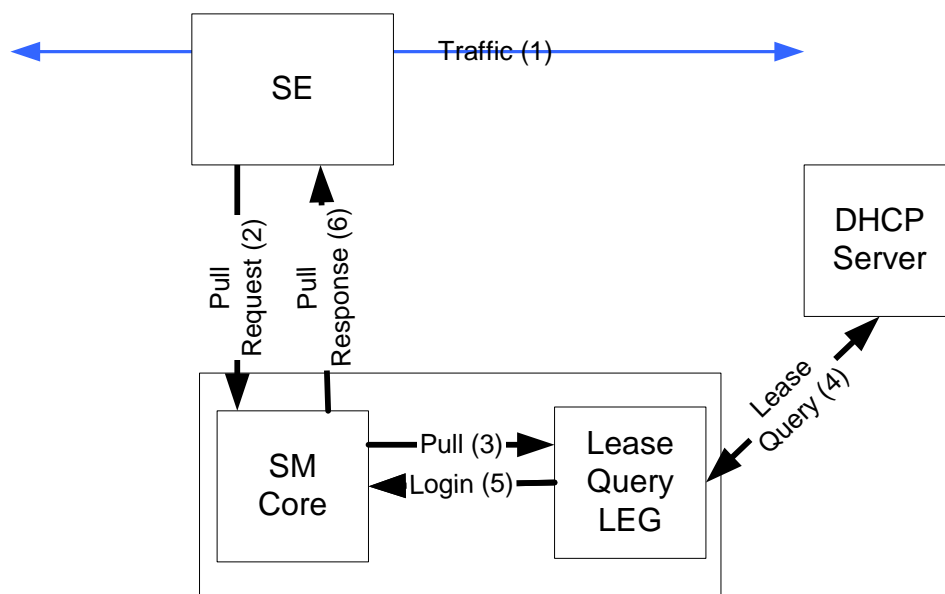 Traffic (1)
SE
DHCP
Server
Pull
Request (2)
Pull
Response (6)
Lease
Query (4)
SM
Core
Pull (3)
Login (5)
Lease
Query
LEG